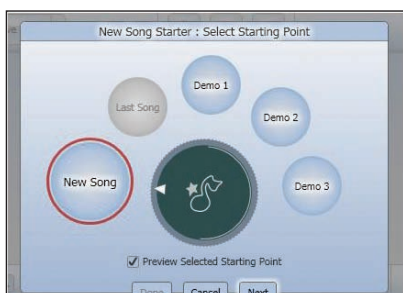 New Song Starter : Select Starting Point
Demo 1
Last Song
Demo 2
New Song
Demo 3
Preview Selected Starting Point
Done Cancel Next